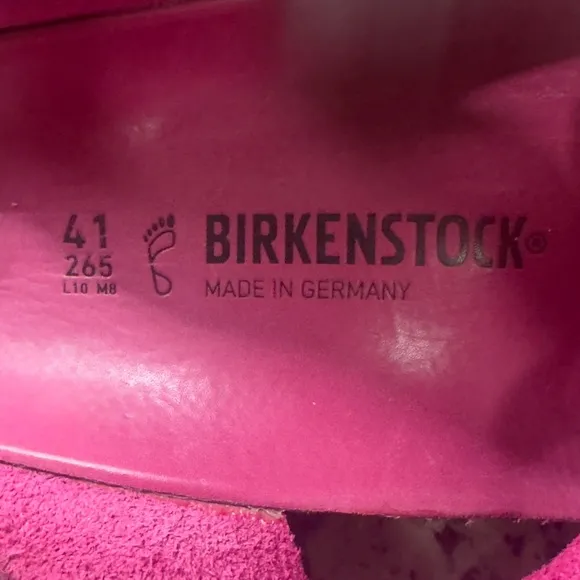 41
265
L10 M8
BIRKENSTOCK®
MADE IN GERMANY